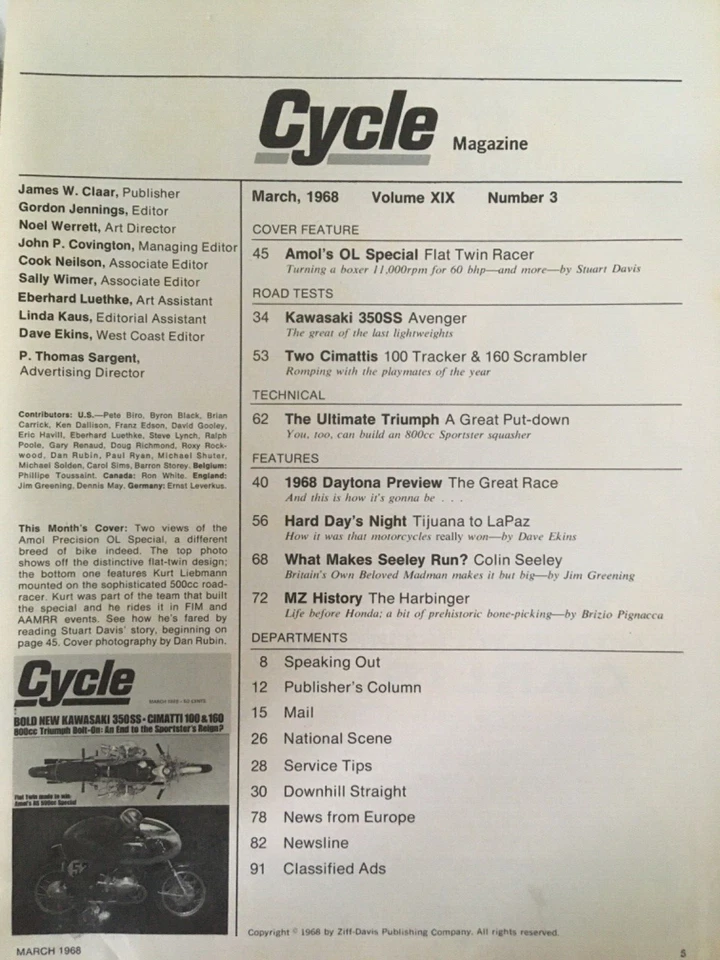 Cycle Magazine
James W. Claar, Publisher
Gordon Jennings, Editor
Noel Werrett, Art Director
John P. Covington, Managing Editor
Cook Neilson, Associate Editor
Sally Wimer, Associate Editor
Eberhard Luethke, Art Assistant
Linda Kaus, Editorial Assistant
Dave Ekins, West Coast Editor
P. Thomas Sargent,
Advertising Director
Contributors: U.S.—Pete Biro, Byron Black, Brian
Carrick, Ken Dallison, Franz Edson, David Gooley,
Eric Havill, Eberhard Luethke, Steve Lynch, Ralph
Poole, Gary Renaud, Doug Richmond, Roxy Rock-
wood, Dan Rubin, Paul Ryan, Michael Shuter,
Michael Solden, Carol Sims, Barron Storey. Belgium:
Phillipe Toussaint. Canada: Ron White. England:
Jim Greening, Dennis May. Germany: Ernst Leverkus.
This Month's Cover: Two views of the
Amol Precision OL Special, a different
breed of bike indeed. The top photo
shows off the distinctive flat-twin design;
the bottom one features Kurt Liebmann
mounted on the sophisticated 500cc road-
racer. Kurt was part of the team that built
the special and he rides it in FIM and
AAMRR events. See how he's fared by
reading Stuart Davis' story, beginning on
page 45. Cover photography by Dan Rubin.
Cycle
MARCH 1968 • 50 CENTS
BOLD NEW KAWASAKI 350SS • CIMATTI 100 & 160
800cc Triumph Bolt-On: An End to the Sportster's Reign?
Flat Twin made to win:
Amol's 500cc Special
MARCH 1968
March, 1968 Volume XIX Number 3
COVER FEATURE
45 Amol's OL Special Flat Twin Racer
Turning a boxer 11,000rpm for 60 bhp—and more—by Stuart Davis
ROAD TESTS
34 Kawasaki 350SS Avenger
The great of the last lightweights
53 Two Cimattis 100 Tracker & 160 Scrambler
Romping with the playmates of the year
TECHNICAL
62 The Ultimate Triumph A Great Put-down
You, too, can build an 800cc Sportster squasher
FEATURES
40 1968 Daytona Preview The Great Race
And this is how it's gonna be . . .
56 Hard Day's Night Tijuana to LaPaz
How it was that motorcycles really won—by Dave Ekins
68 What Makes Seeley Run? Colin Seeley
Britain's Own Beloved Madman makes it but big—by Jim Greening
72 MZ History The Harbinger
Life before Honda; a bit of prehistoric bone-picking—by Brizio Pignacca
DEPARTMENTS
8 Speaking Out
12 Publisher's Column
15 Mail
26 National Scene
28 Service Tips
30 Downhill Straight
78 News from Europe
82 Newsline
91 Classified Ads
Copyright © 1968 by Ziff-Davis Publishing Company. All rights reserved.
5